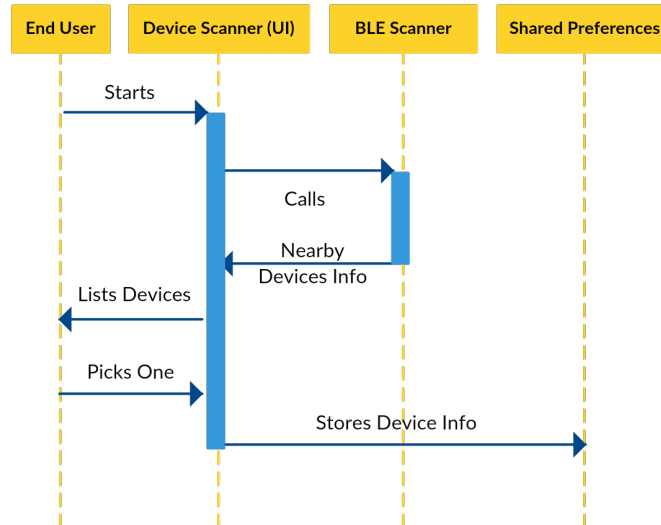 End User
Device Scanner (UI)
BLE Scanner
Shared Preferences
Starts
Calls
Nearby
Devices Info
Lists Devices
Picks One
Stores Device Info